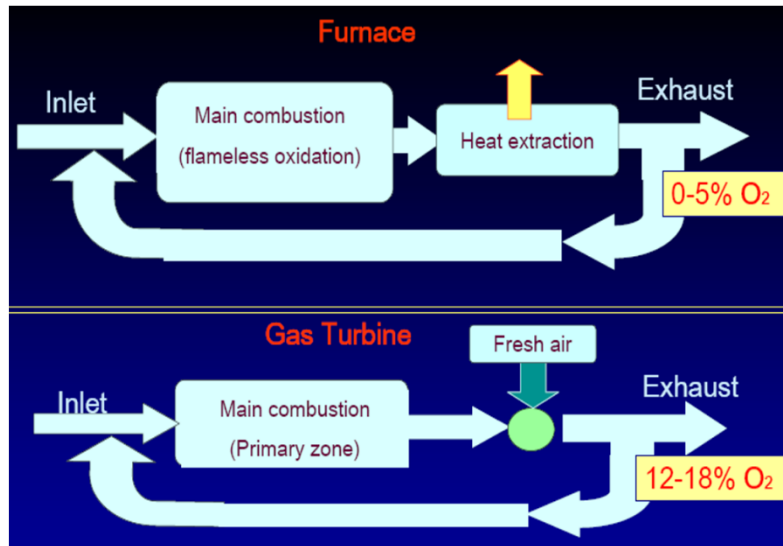 Furnace
Inlet
Main combustion
(flameless oxidation)
Heat extraction
Exhaust
0-5% O₂
Gas Turbine
Fresh air
Inlet
Main combustion
(Primary zone)
Exhaust
12-18% O₂